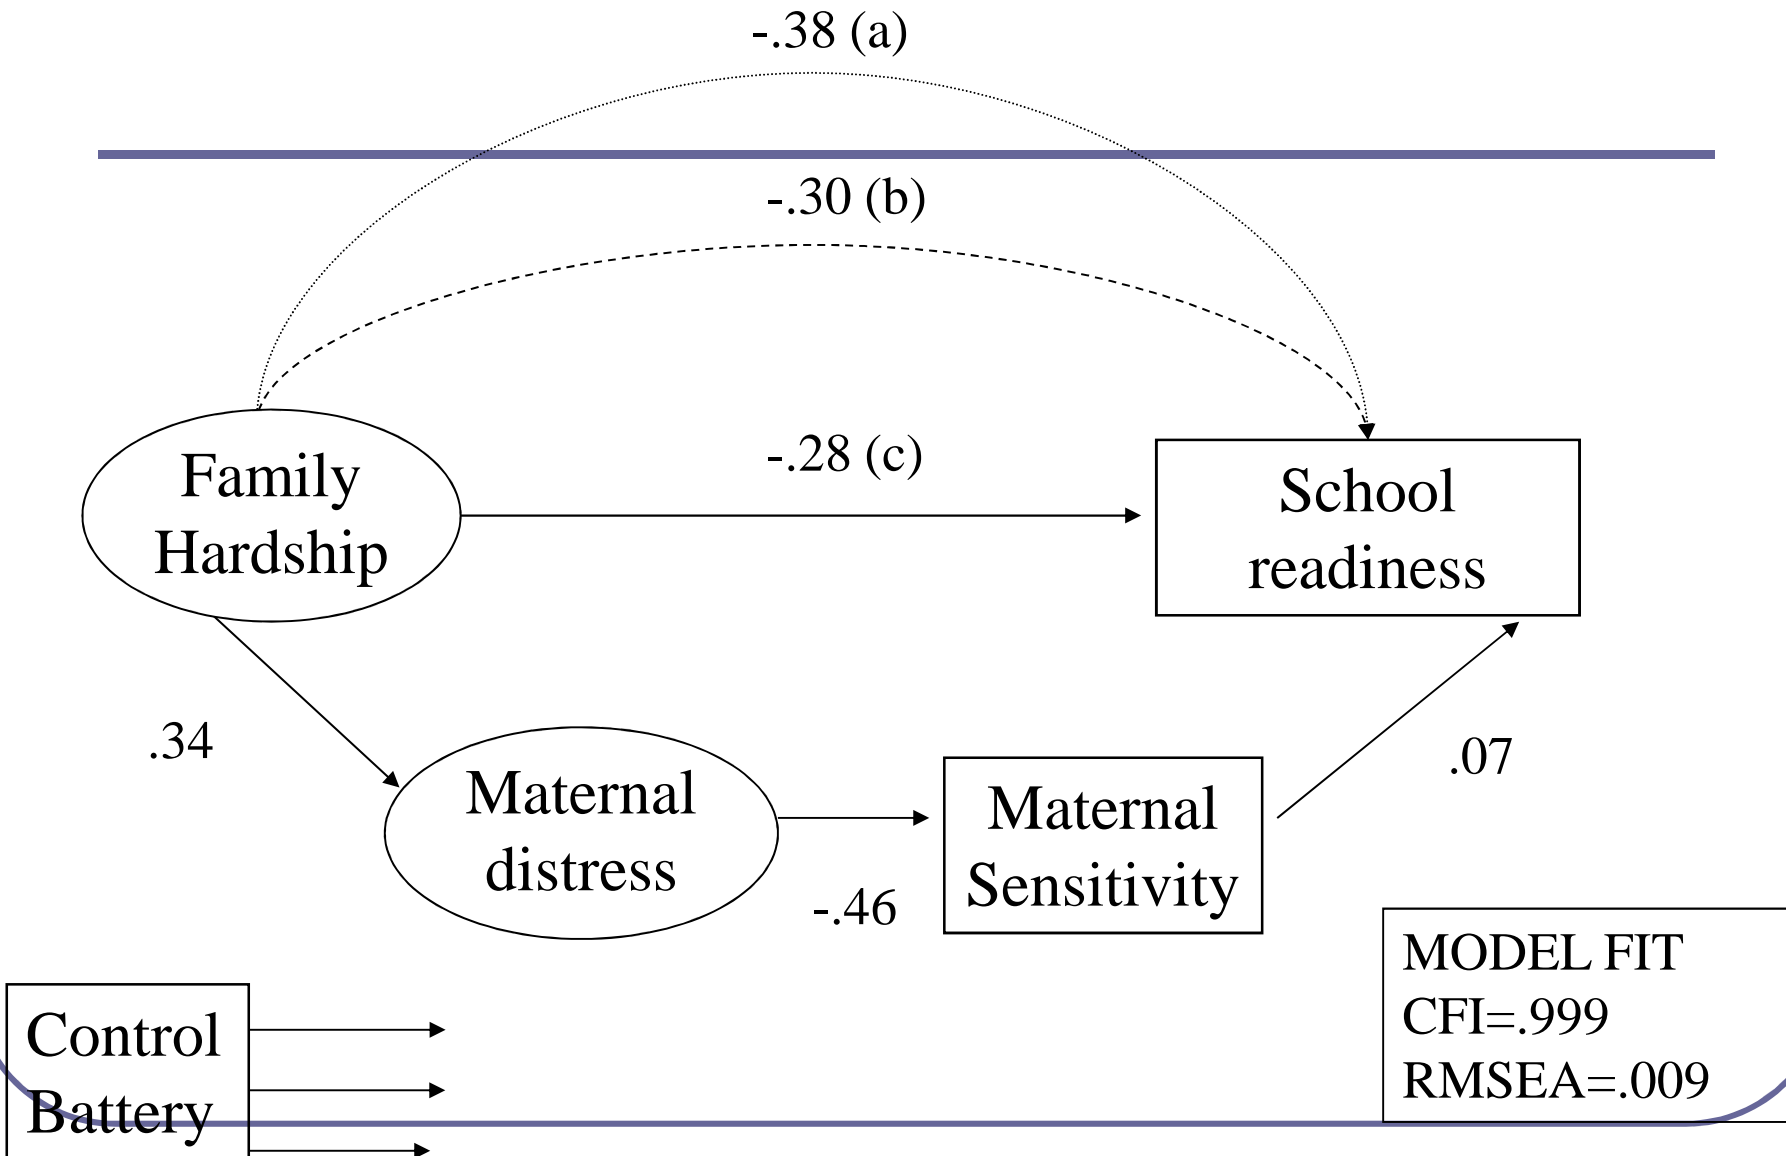 -.38 (a)
-.30 (b)
-.28 (c)
Family
Hardship
School
readiness
.34
Maternal
distress
-.46
Maternal
Sensitivity
.07
MODEL FIT
CFI=.999
RMSEA=.009
Control
Battery